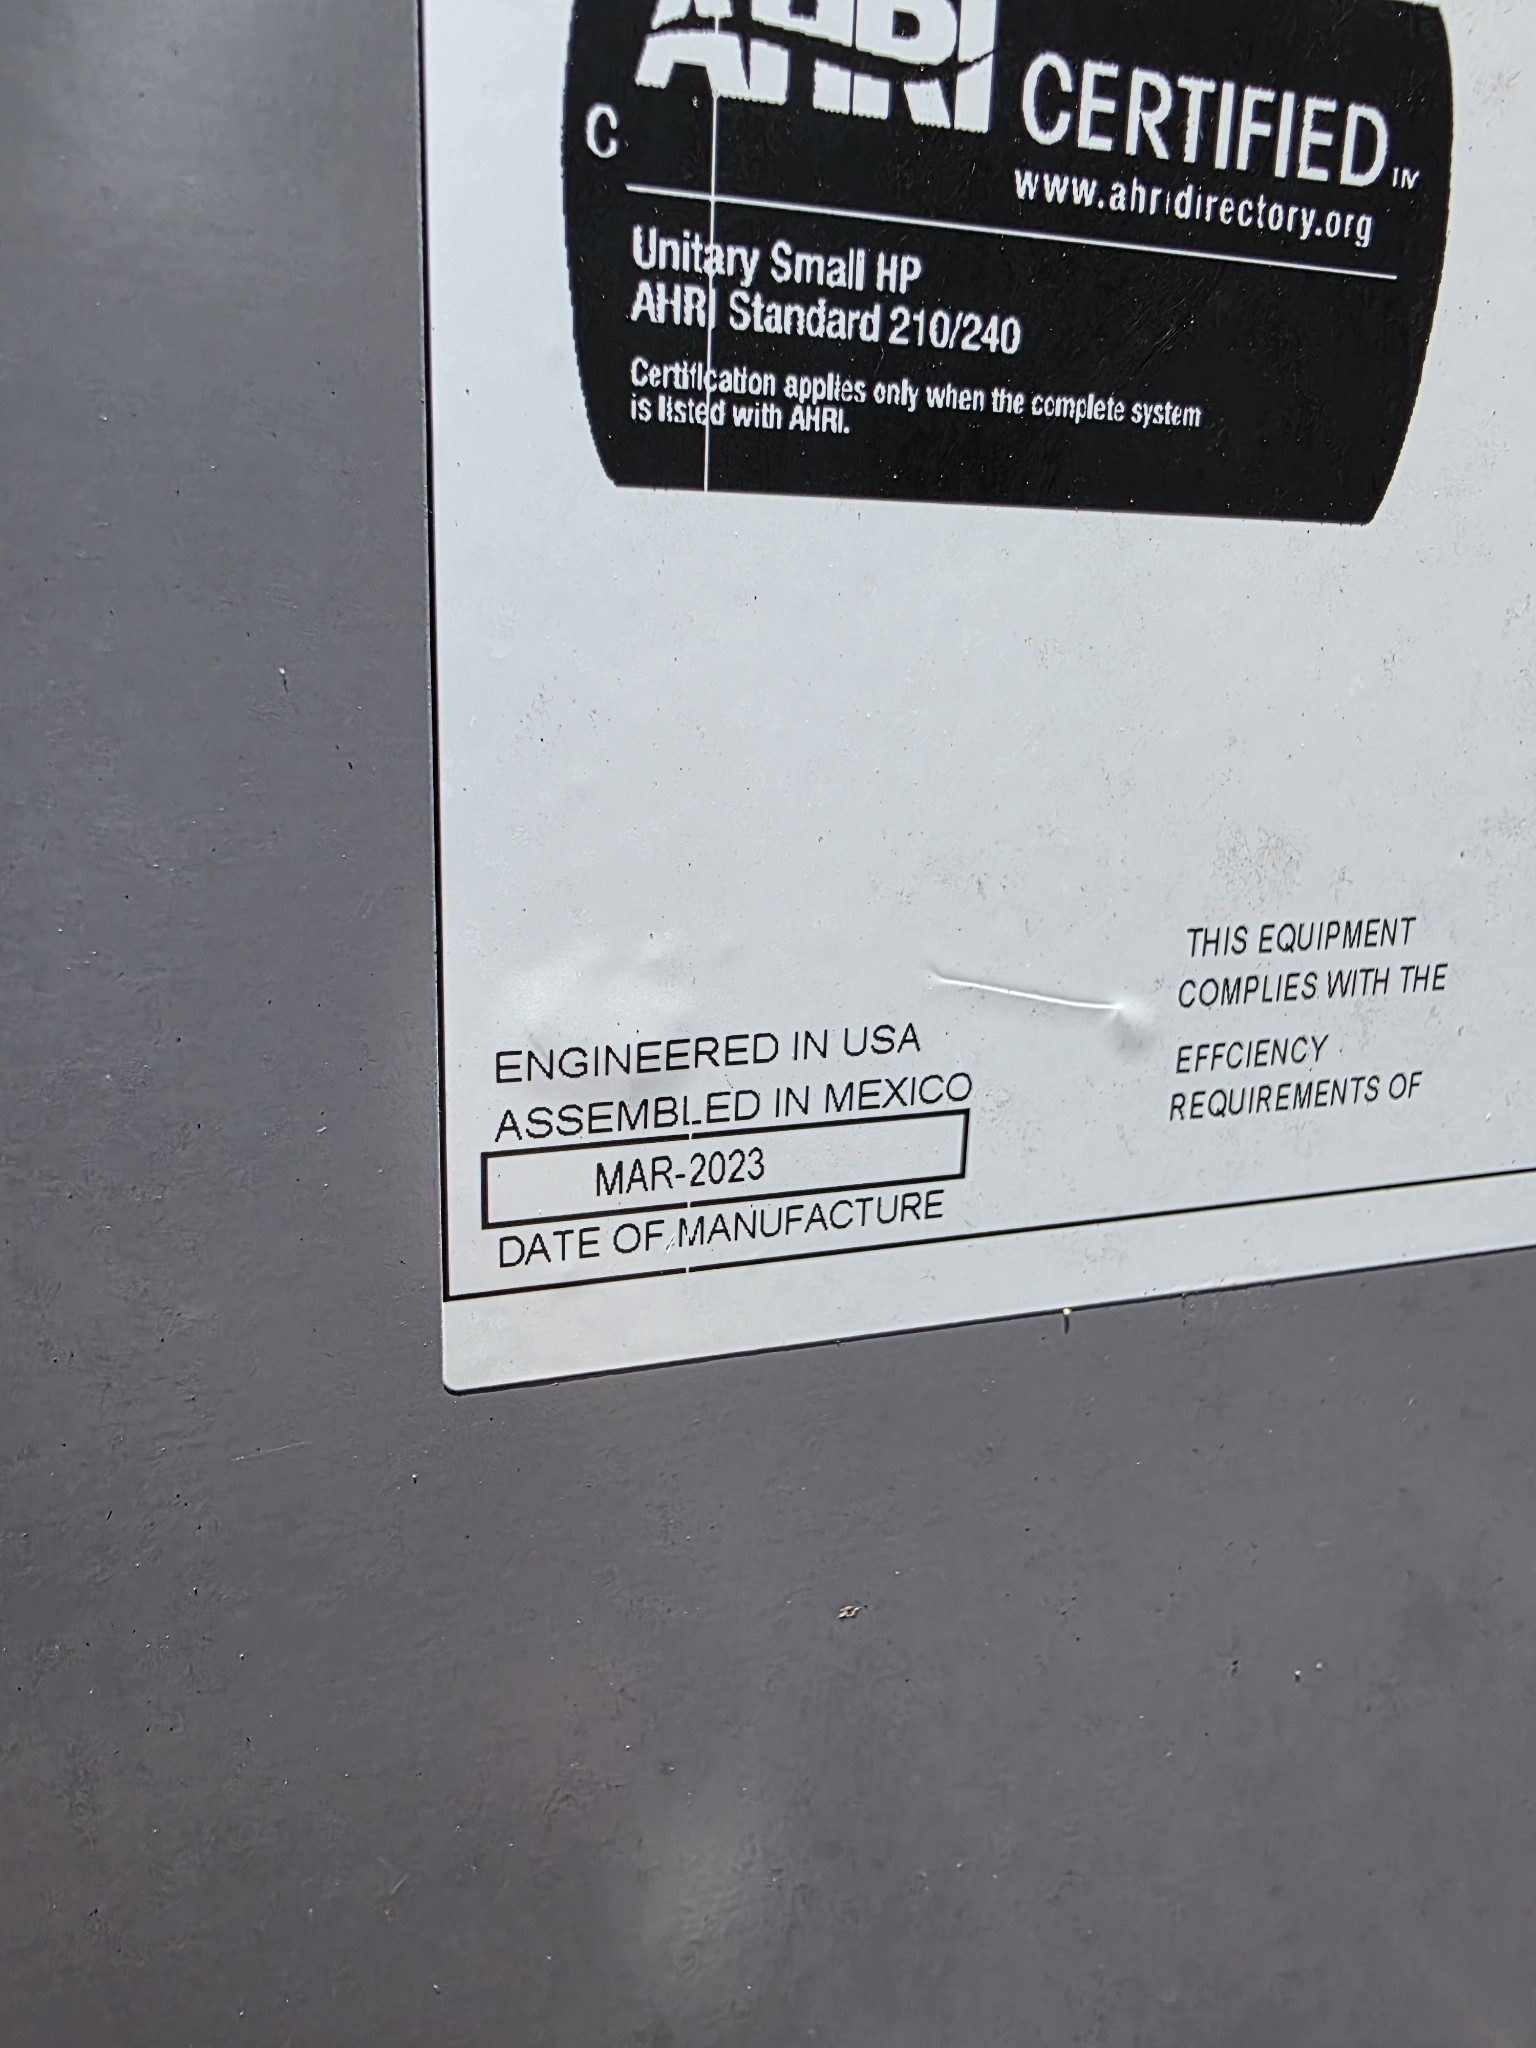 AHRI CERTIFIED
C
www.ahridirectory.org
Unitary Small HP
AHRI Standard 210/240
Certification applies only when the complete system
is listed with AHRI.
THIS EQUIPMENT
COMPLIES WITH THE
EFFCIENCY
REQUIREMENTS OF
ENGINEERED IN USA
ASSEMBLED IN MEXICO
MAR-2023
DATE OF MANUFACTURE